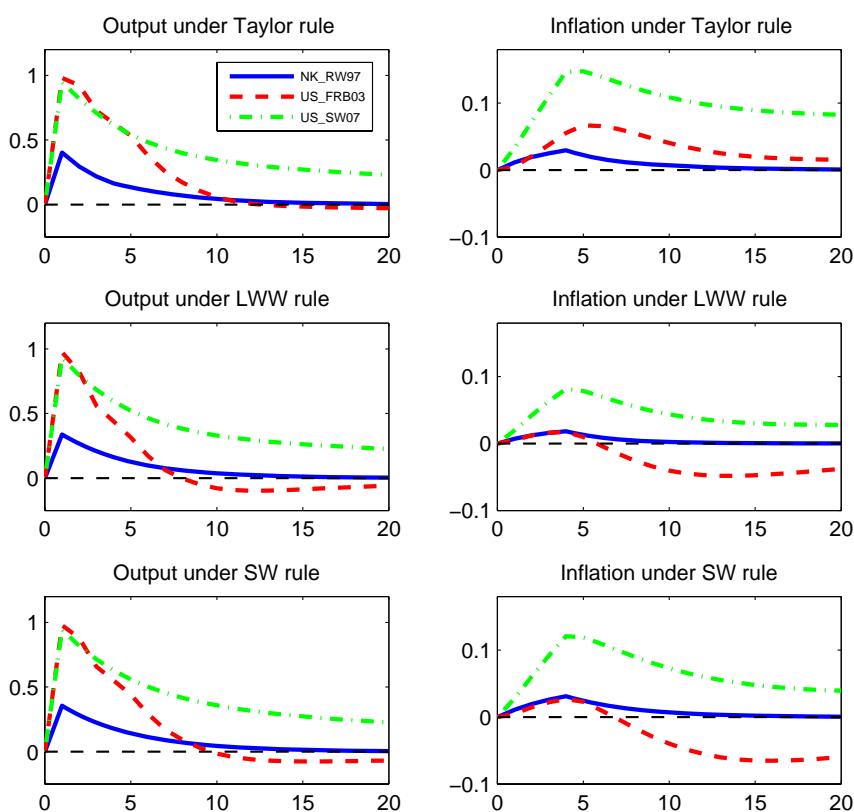 Output under Taylor rule
1
0.5
0
0 5 10 15 20
NK_RW97
US_FRB03
US_SW07
Inflation under Taylor rule
0.1
0
−0.1
0 5 10 15 20
Output under LWW rule
1
0.5
0
0 5 10 15 20
Inflation under LWW rule
0.1
0
−0.1
0 5 10 15 20
Output under SW rule
1
0.5
0
0 5 10 15 20
Inflation under SW rule
0.1
0
−0.1
0 5 10 15 20